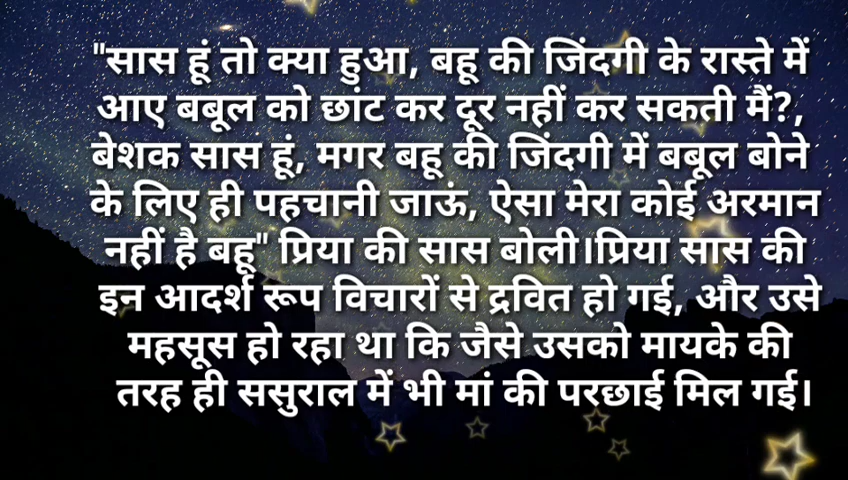 "सास हूं तो क्या हुआ, बहू की जिंदगी के रास्ते में
आए बबूल को छांट कर दूर नहीं कर सकती मैं?,
बेशक सास हूं, मगर बहू की जिंदगी में बबूल बोने
के लिए ही पहचानी जाऊं, ऐसा मेरा कोई अरमान
नहीं है बहू" प्रिया की सास बोली।प्रिया सास की
इन आदर्श रूप विचारों से द्रवित हो गई, और उसे
महसूस हो रहा था कि जैसे उसको मायके की
तरह ही ससुराल में भी मां की परछाई मिल गई।